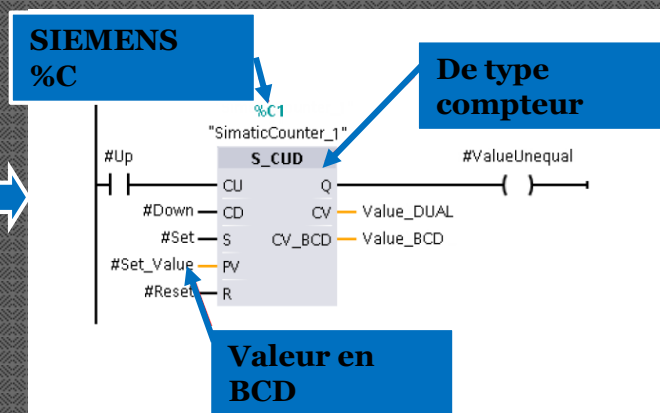 SIEMENS
%C
De type
compteur
%C1
"SimaticCounter_1"
S_CUD
#Up
#ValueUnequal
CU Q
#Down CD CV Value_DUAL
#Set S CV_BCD Value_BCD
#Set_Value PV
#Reset R
Valeur en
BCD